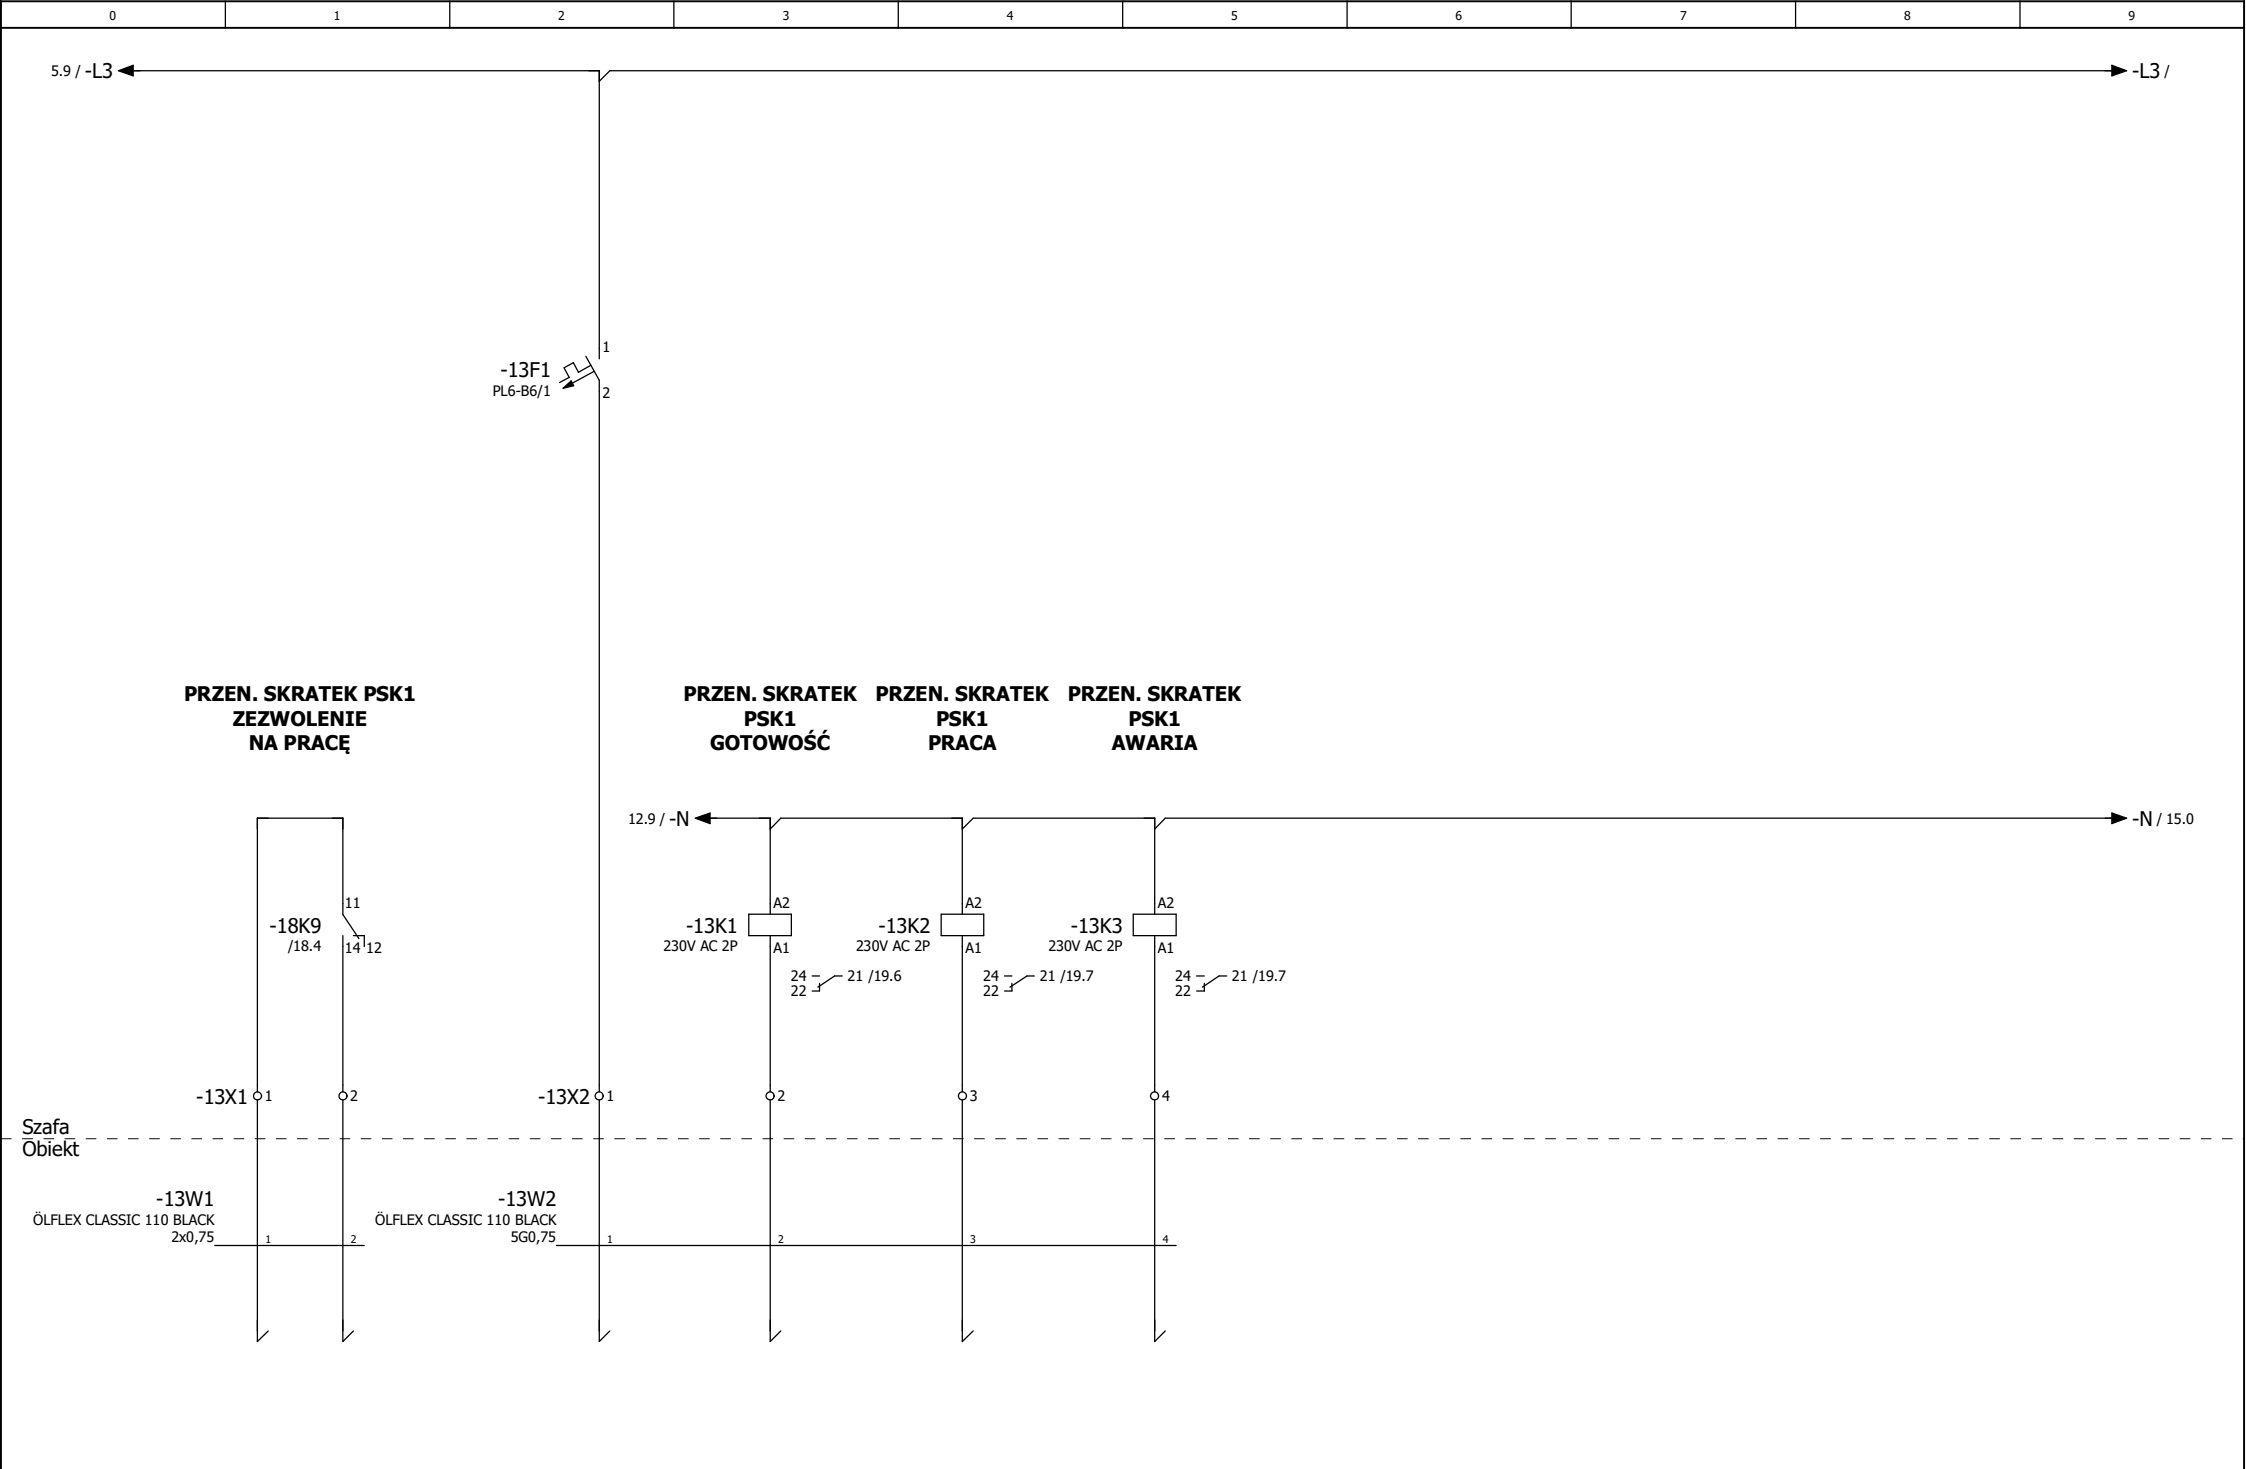 0 1 2 3 4 5 6 7 8 9
5.9 / -L3
-L3 /
1
-13F1
PL6-B6/1
2
PRZEN. SKRATEK PSK1
ZEZWOLENIE
NA PRACĘ
PRZEN. SKRATEK
PSK1
GOTOWOŚĆ
PRZEN. SKRATEK
PSK1
PRACA
PRZEN. SKRATEK
PSK1
AWARIA
12.9 / -N
-N / 15.0
11
-18K9
/18.4
14 12
A2
-13K1
230V AC 2P
A1
24 21 /19.6
22
A2
-13K2
230V AC 2P
A1
24 21 /19.7
22
A2
-13K3
230V AC 2P
A1
24 21 /19.7
22
-13X1 1 2
-13X2 1 2 3 4
Szafa
Obiekt
-13W1
ÖLFLEX CLASSIC 110 BLACK
2x0,75
1 2
-13W2
ÖLFLEX CLASSIC 110 BLACK
5G0,75
1 2 3 4